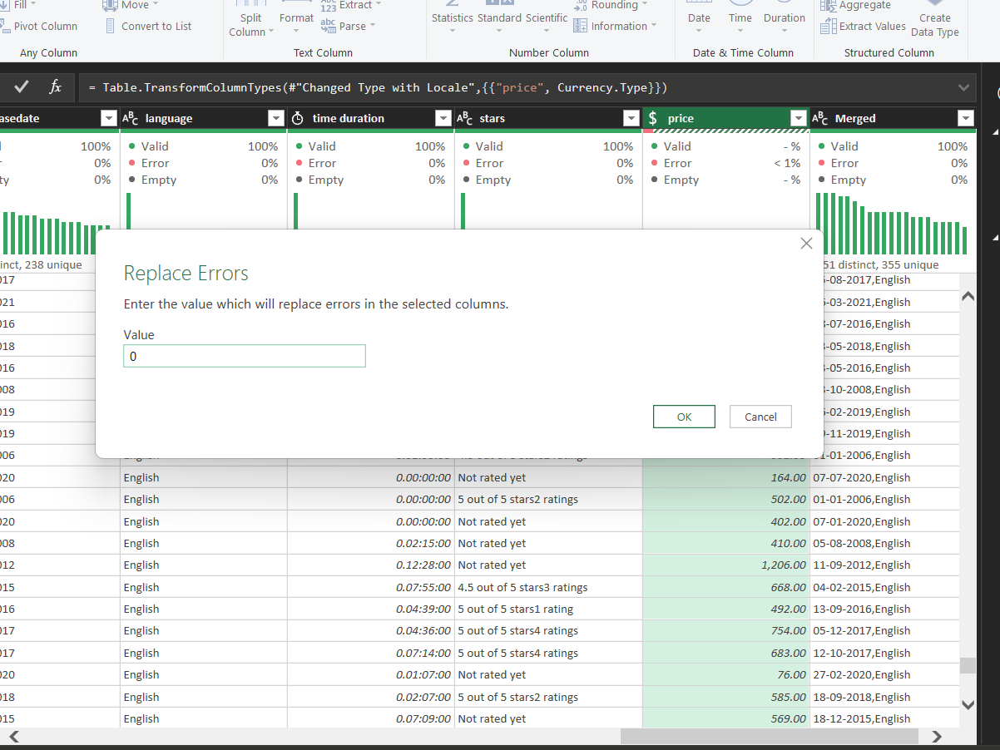 Fill Move ABC 123 Extract .00 Rounding Aggregate
Split Column Format Statistics Standard Scientific Date Time Duration Create Data Type
Pivot Column Convert to List abc Parse Information Extract Values
Any Column Text Column Number Column Date & Time Column Structured Column
fx = Table.TransformColumnTypes(#"Changed Type with Locale",{{"price", Currency.Type}})
asedate ABC language time duration ABC stars $ price ABC Merged
100% Valid 100% Valid 100% Valid 100% Valid - % Valid 100%
0% Error 0% Error 0% Error 0% Error < 1% Error 0%
ty 0% Empty 0% Empty 0% Empty 0% Empty - % Empty 0%
inct, 238 unique 51 distinct, 355 unique
017 -08-2017,English
021 -03-2021,English
016 -07-2016,English
018 -05-2018,English
016 -05-2016,English
008 -10-2008,English
019 -02-2019,English
019 -11-2019,English
006 -01-2006,English
Replace Errors
Enter the value which will replace errors in the selected columns.
Value
0
OK Cancel
020 English 0.00:00:00 Not rated yet 164.00 07-07-2020,English
006 English 0.00:00:00 5 out of 5 stars2 ratings 502.00 01-01-2006,English
020 English 0.00:00:00 Not rated yet 402.00 07-01-2020,English
008 English 0.02:15:00 Not rated yet 410.00 05-08-2008,English
012 English 0.12:28:00 Not rated yet 1,206.00 11-09-2012,English
015 English 0.07:55:00 4.5 out of 5 stars3 ratings 668.00 04-02-2015,English
016 English 0.04:39:00 5 out of 5 stars1 rating 492.00 13-09-2016,English
017 English 0.04:36:00 5 out of 5 stars4 ratings 754.00 05-12-2017,English
017 English 0.07:14:00 5 out of 5 stars4 ratings 683.00 12-10-2017,English
020 English 0.01:07:00 Not rated yet 76.00 27-02-2020,English
018 English 0.02:07:00 5 out of 5 stars2 ratings 585.00 18-09-2018,English
015 English 0.07:09:00 Not rated yet 569.00 18-12-2015,English